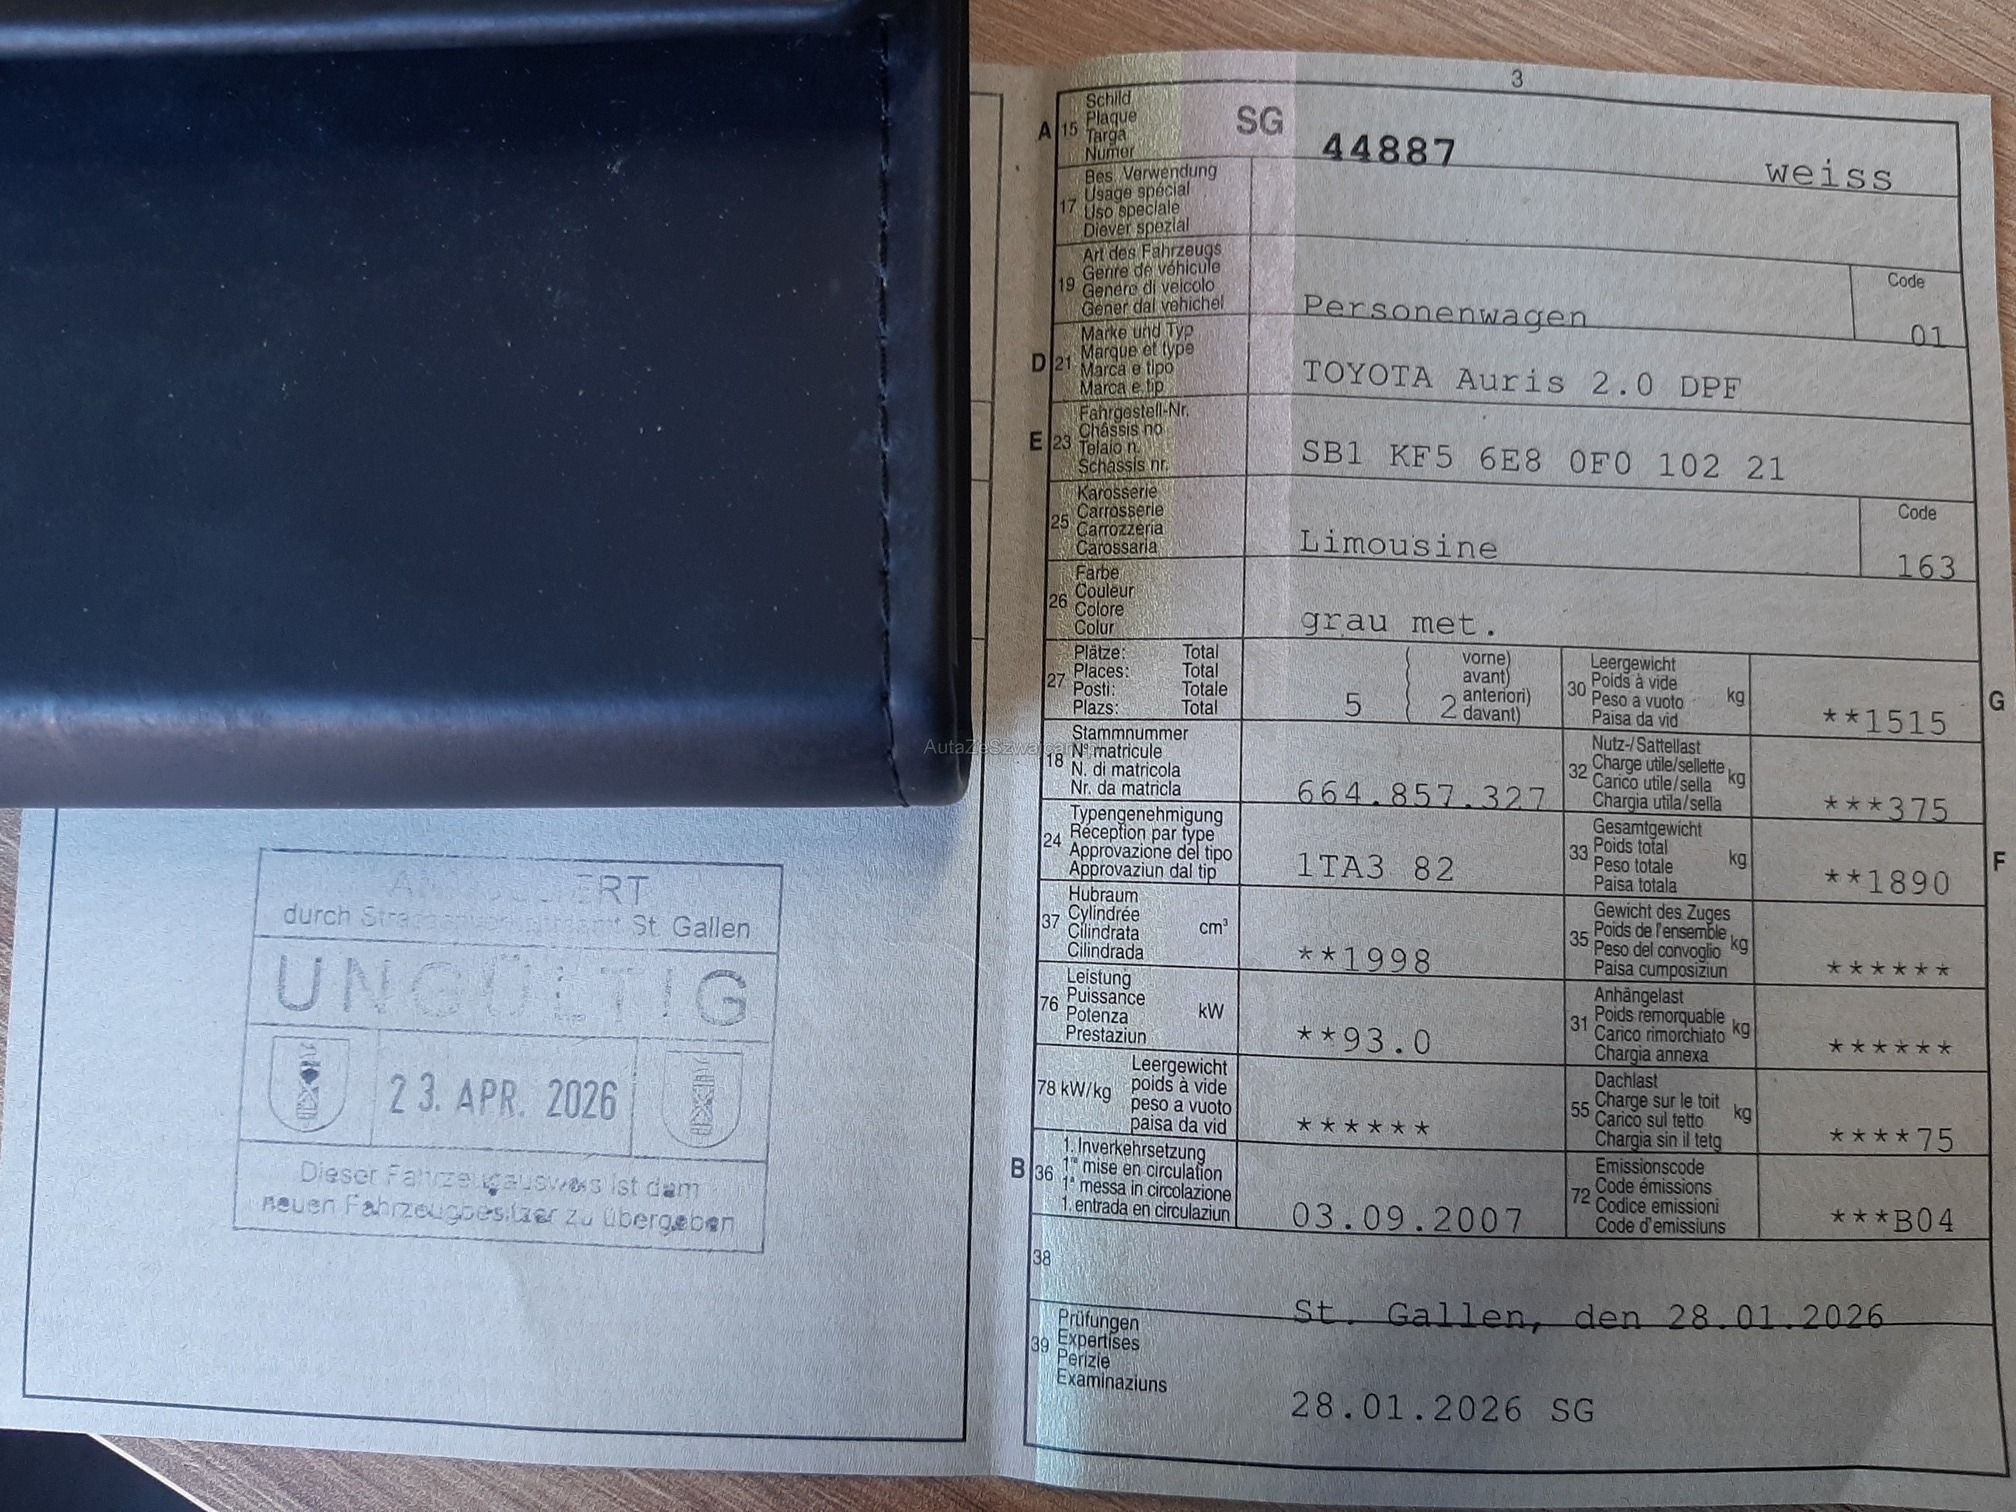 ANNULLIERT
durch Strassenverkehrsamt St. Gallen
UNGÜLTIG
23. APR. 2026
Dieser Fahrzeugausweis ist dem
neuen Fahrzeugbesitzer zu übergeben
3
A 15 Schild
Plaque
Targa
Numer
SG 44887 weiss
17 Bes. Verwendung
Usage spécial
Uso speciale
Diever spezial
19 Art des Fahrzeugs
Genre de véhicule
Genere di veicolo
Gener dal vehichel
Personenwagen
Code
01
D 21 Marke und Typ
Marque et type
Marca e tipo
Marca e tip
TOYOTA Auris 2.0 DPF
E 23 Fahrgestell-Nr.
Châssis no
Telaio n.
Schassis nr.
SB1 KF5 6E8 0F0 102 21
25 Karosserie
Carrosserie
Carrozzeria
Carossaria
Limousine
Code
163
26 Farbe
Couleur
Colore
Colur
grau met.
27 Plätze: Total
Places: Total
Posti: Totale
Plazs: Total
5 ( 2 vorne)
avant)
anteriori)
davant)
30 Leergewicht
Poids à vide
Peso a vuoto
Paisa da vid
kg
**1515
G
18 Stammnummer
N° matricule
N. di matricola
Nr. da matricla
664.857.327
32 Nutz-/Sattellast
Charge utile/sellette
Carico utile/sella
Chargia utila/sella
kg
***375
24 Typengenehmigung
Réception par type
Approvazione del tipo
Approvaziun dal tip
1TA3 82
33 Gesamtgewicht
Poids total
Peso totale
Paisa totala
kg
**1890
F
37 Hubraum
Cylindrée
Cilindrata
Cilindrada
cm³
**1998
35 Gewicht des Zuges
Poids de l'ensemble
Peso del convoglio
Paisa cumposiziun
kg
******
76 Leistung
Puissance
Potenza
Prestaziun
kW
**93.0
31 Anhängelast
Poids remorquable
Carico rimorchiato
Chargia annexa
kg
******
78 kW/kg Leergewicht
poids à vide
peso a vuoto
paisa da vid
******
55 Dachlast
Charge sur le toit
Carico sul tetto
Chargia sin il tetg
kg
****75
B 36 1. Inverkehrsetzung
1re mise en circulation
1a messa in circolazione
1. entrada en circulaziun
03.09.2007
72 Emissionscode
Code émissions
Codice emissioni
Code d'emissiuns
***B04
38
St. Gallen, den 28.01.2026
39 Prüfungen
Expertises
Perizie
Examinaziuns
28.01.2026 SG